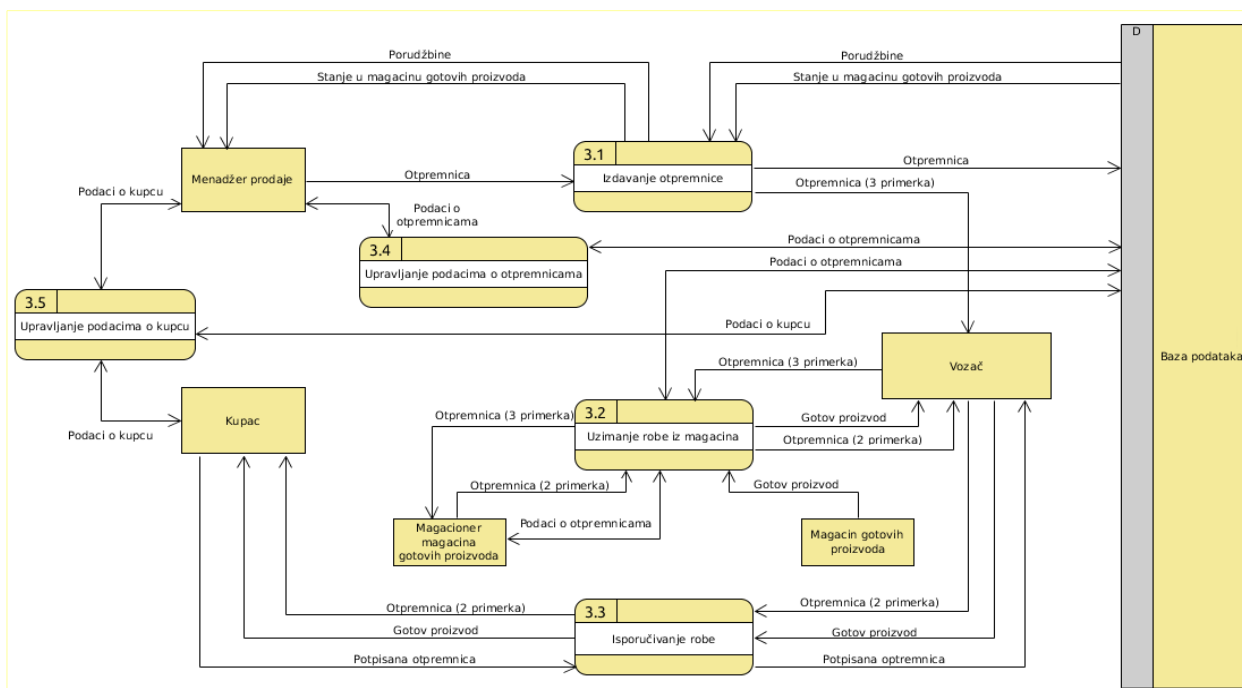 D
Porudžbine
Porudžbine
Stanje u magacinu gotovih proizvoda
Stanje u magacinu gotovih proizvoda
3.1
Izdavanje otpremnice
Menadžer prodaje
Otpremnica
Otpremnica
Otpremnica (3 primerka)
Podaci o kupcu
Podaci o
otpremnicama
3.4
Upravljanje podacima o otpremnicama
Podaci o otpremnicama
Podaci o otpremnicama
3.5
Upravljanje podacima o kupcu
Podaci o kupcu
Baza podataka
Vozač
Otpremnica (3 primerka)
Kupac
Podaci o kupcu
Otpremnica (3 primerka)
3.2
Uzimanje robe iz magacina
Gotov proizvod
Otpremnica (2 primerka)
Otpremnica (2 primerka)
Gotov proizvod
Magacioner
magacina
gotovih proizvoda
Podaci o otpremnicama
Magacin gotovih
proizvoda
Otpremnica (2 primerka)
3.3
Otpremnica (2 primerka)
Gotov proizvod
Isporučivanje robe
Gotov proizvod
Potpisana otpremnica
Potpisana optremnica